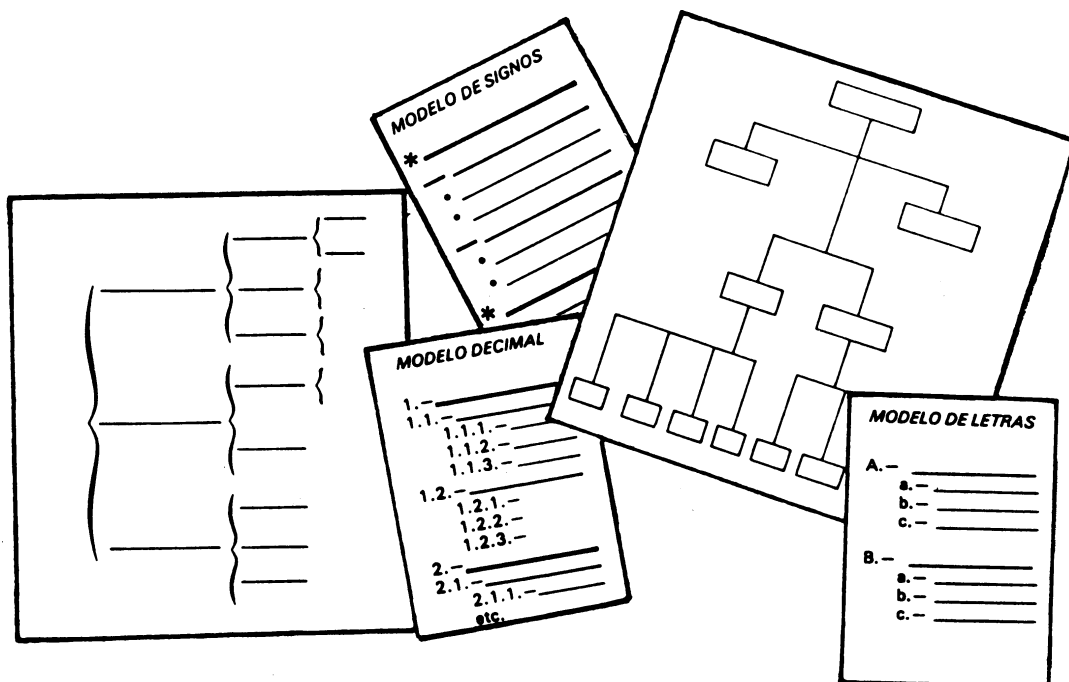 MODELO DE SIGNOS
*
—
•
•
—
•
•
*
MODELO DECIMAL
1.—
1.1.—
1.1.1.—
1.1.2.—
1.1.3.—
1.2.—
1.2.1.—
1.2.2.—
1.2.3.—
2.—
2.1.—
2.1.1.—
etc.
MODELO DE LETRAS
A.—
a.—
b.—
c.—
B.—
a.—
b.—
c.—